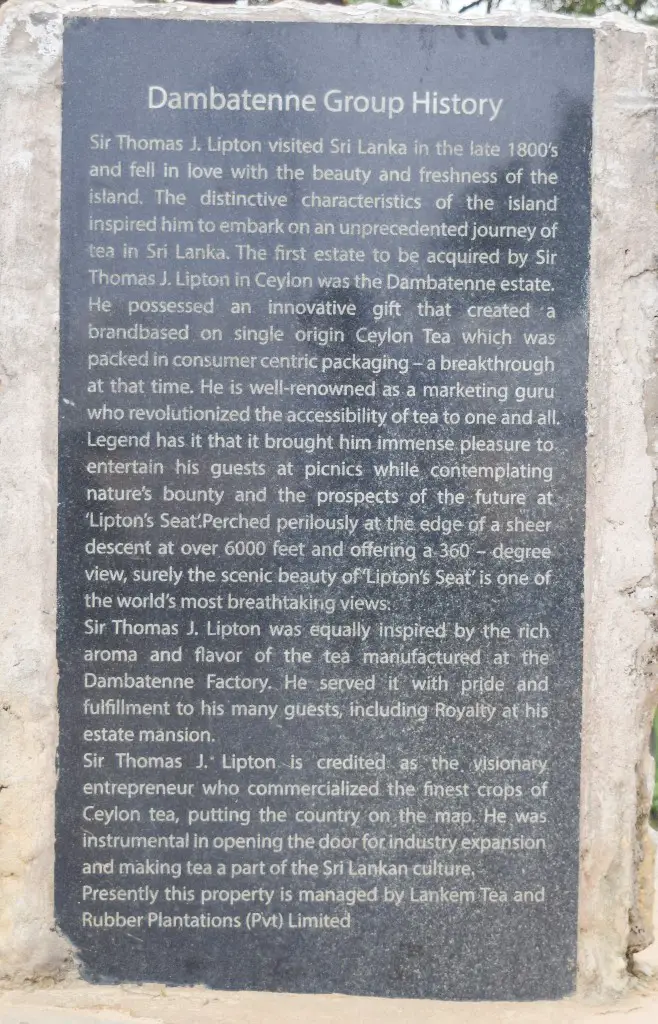 Dambatenne Group History
Sir Thomas J. Lipton visited Sri Lanka in the late 1800's
and fell in love with the beauty and freshness of the
island. The distinctive characteristics of the island
inspired him to embark on an unprecedented journey of
tea in Sri Lanka. The first estate to be acquired by Sir
Thomas J. Lipton in Ceylon was the Dambatenne estate.
He possessed an innovative gift that created a
brandbased on single origin Ceylon Tea which was
packed in consumer centric packaging – a breakthrough
at that time. He is well-renowned as a marketing guru
who revolutionized the accessibility of tea to one and all.
Legend has it that it brought him immense pleasure to
entertain his guests at picnics while contemplating
nature's bounty and the prospects of the future at
'Lipton's Seat'.Perched perilously at the edge of a sheer
descent at over 6000 feet and offering a 360 – degree
view, surely the scenic beauty of 'Lipton's Seat' is one of
the world's most breathtaking views.
Sir Thomas J. Lipton was equally inspired by the rich
aroma and flavor of the tea manufactured at the
Dambatenne Factory. He served it with pride and
fulfillment to his many guests, including Royalty at his
estate mansion.
Sir Thomas J. Lipton is credited as the visionary
entrepreneur who commercialized the finest crops of
Ceylon tea, putting the country on the map. He was
instrumental in opening the door for industry expansion
and making tea a part of the Sri Lankan culture.
Presently this property is managed by Lankem Tea and
Rubber Plantations (Pvt) Limited